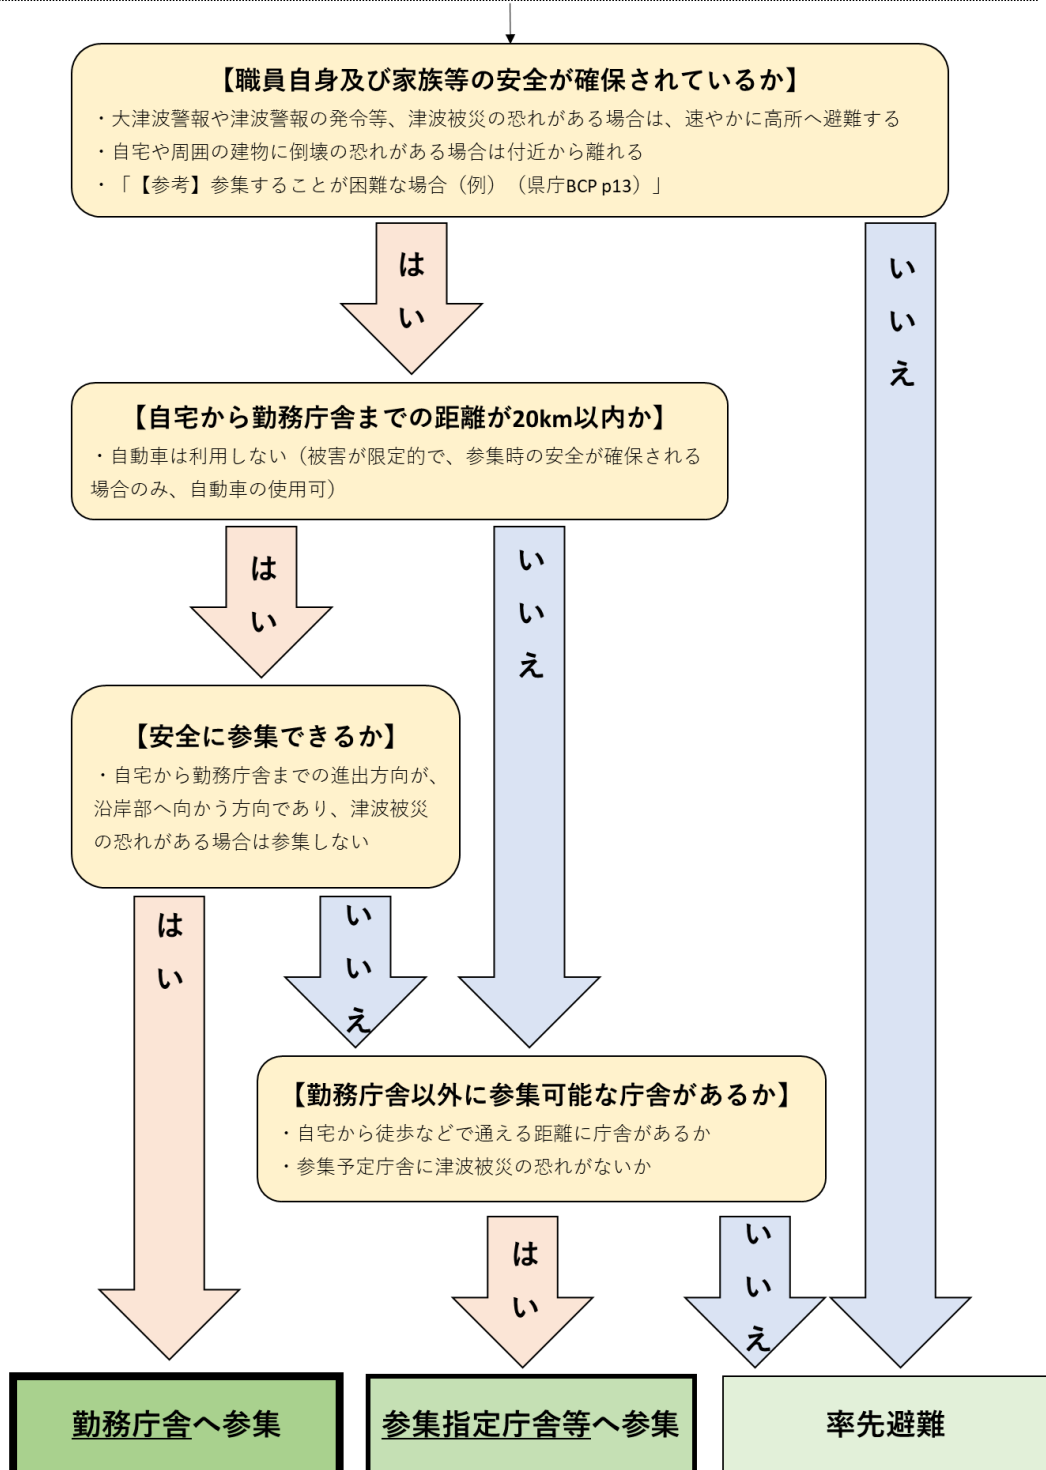 【職員自身及び家族等の安全が確保されているか】
・大津波警報や津波警報の発令等、津波被災の恐れがある場合は、速やかに高所へ避難する
・自宅や周囲の建物に倒壊の恐れがある場合は付近から離れる
・「【参考】参集することが困難な場合（例）（県庁BCP p13）」
はい
いいえ
【自宅から勤務庁舎までの距離が20km以内か】
・自動車は利用しない（被害が限定的で、参集時の安全が確保される
場合のみ、自動車の使用可）
はい
いいえ
【安全に参集できるか】
・自宅から勤務庁舎までの進出方向が、
沿岸部へ向かう方向であり、津波被災
の恐れがある場合は参集しない
はい
いいえ
【勤務庁舎以外に参集可能な庁舎があるか】
・自宅から徒歩などで通える距離に庁舎があるか
・参集予定庁舎に津波被災の恐れがないか
はい
いいえ
勤務庁舎へ参集
参集指定庁舎等へ参集
率先避難